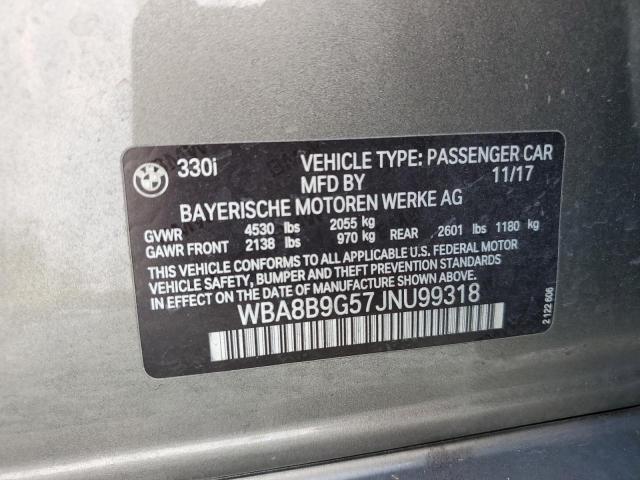 BMW 330i VEHICLE TYPE: PASSENGER CAR
MFD BY 11/17
BAYERISCHE MOTOREN WERKE AG
GVWR 4530 lbs 2055 kg
GAWR FRONT 2138 lbs 970 kg REAR 2601 lbs 1180 kg
THIS VEHICLE CONFORMS TO ALL APPLICABLE U.S. FEDERAL MOTOR
VEHICLE SAFETY, BUMPER AND THEFT PREVENTION STANDARDS
IN EFFECT ON THE DATE OF MANUFACTURE SHOWN ABOVE.
WBA8B9G57JNU99318
2 122 606